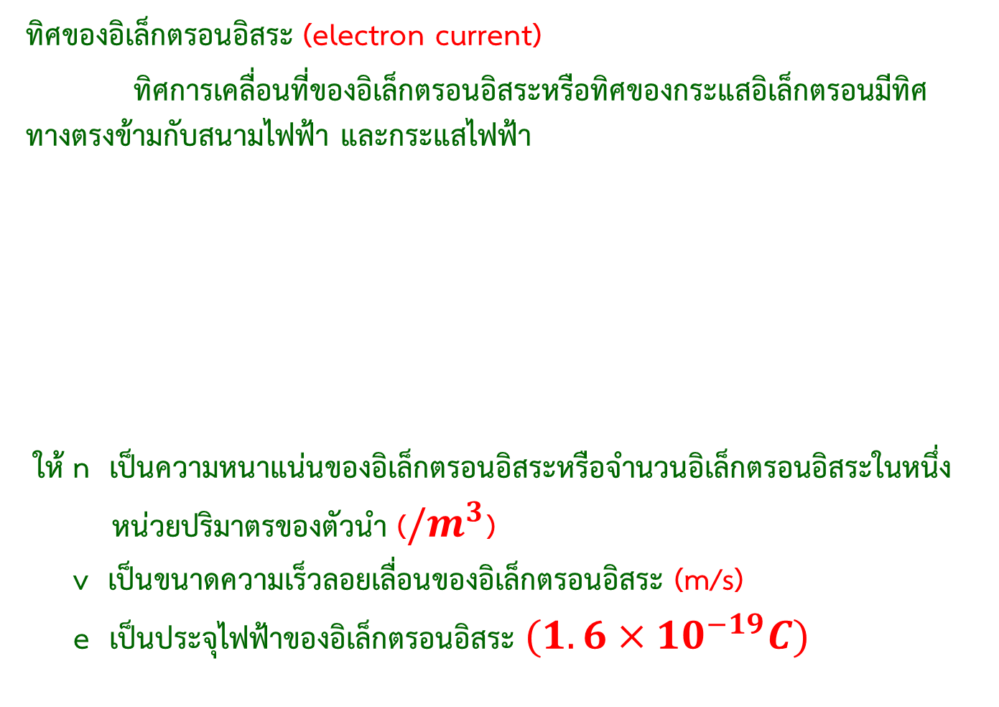 ทิศของอิเล็กตรอนอิสระ (electron current)
ทิศการเคลื่อนที่ของอิเล็กตรอนอิสระหรือทิศของกระแสอิเล็กตรอนมีทิศ
ทางตรงข้ามกับสนามไฟฟ้า และกระแสไฟฟ้า
ให้ n เป็นความหนาแน่นของอิเล็กตรอนอิสระหรือจำนวนอิเล็กตรอนอิสระในหนึ่ง
หน่วยปริมาตรของตัวนำ (/m³)
v เป็นขนาดความเร็วลอยเลื่อนของอิเล็กตรอนอิสระ (m/s)
e เป็นประจุไฟฟ้าของอิเล็กตรอนอิสระ (1.6 × 10⁻¹⁹C)